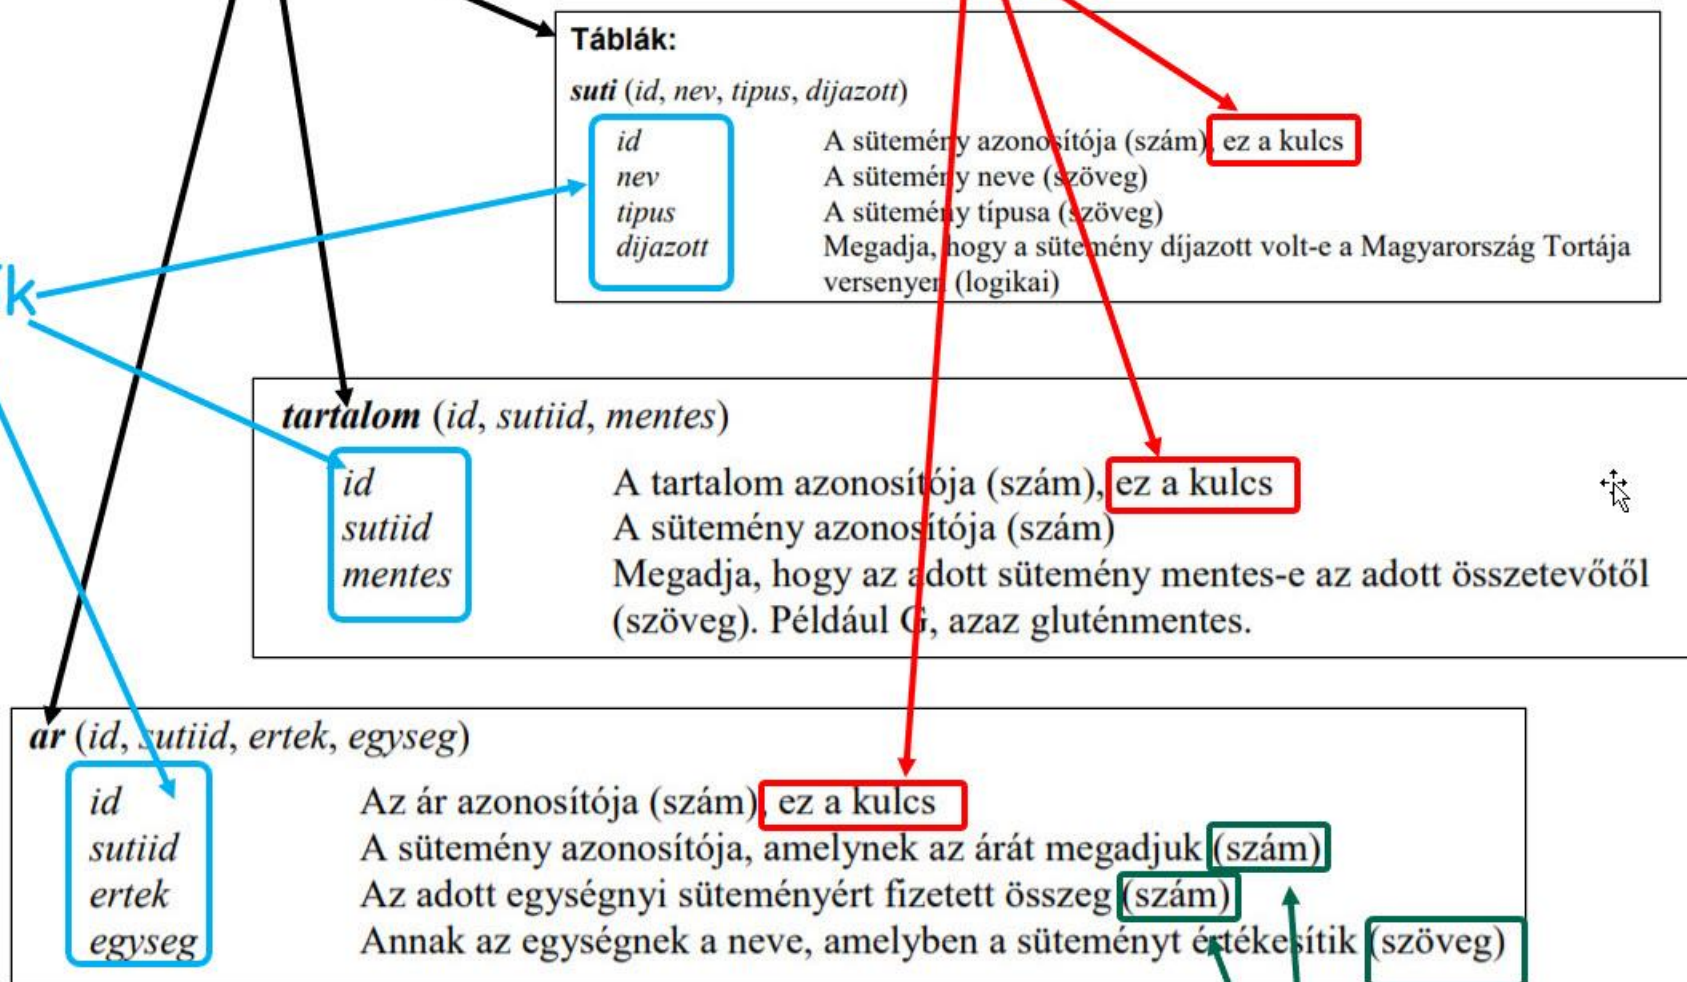 Táblák:
suti (id, nev, tipus, dijazott)
id A sütemény azonosítója (szám), ez a kulcs
nev A sütemény neve (szöveg)
tipus A sütemény típusa (szöveg)
dijazott Megadja, hogy a sütemény díjazott volt-e a Magyarország Tortája
versenyen (logikai)
k
tartalom (id, sutiid, mentes)
id A tartalom azonosítója (szám), ez a kulcs
sutiid A sütemény azonosítója (szám)
mentes Megadja, hogy az adott sütemény mentes-e az adott összetevőtől
(szöveg). Például G, azaz gluténmentes.
ar (id, sutiid, ertek, egyseg)
id Az ár azonosítója (szám), ez a kulcs
sutiid A sütemény azonosítója, amelynek az árát megadjuk (szám)
ertek Az adott egységnyi süteményért fizetett összeg (szám)
egyseg Annak az egységnek a neve, amelyben a süteményt értékesítik (szöveg)